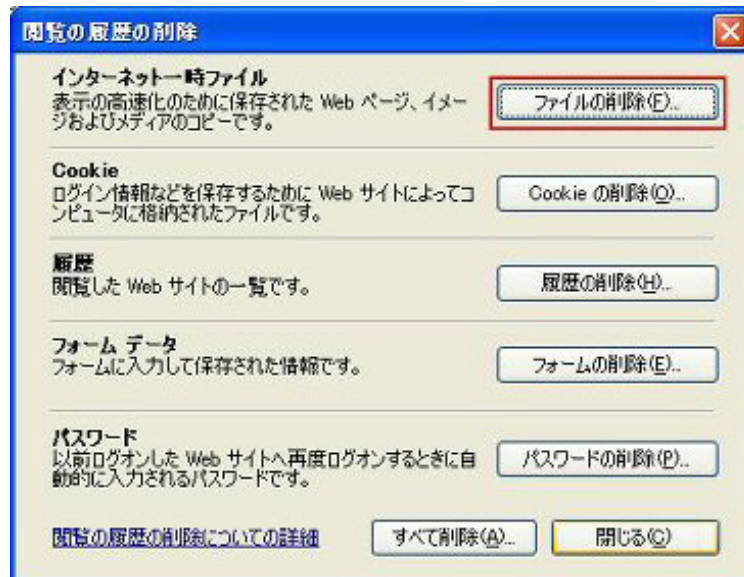 閲覧の履歴の削除
インターネット一時ファイル
表示の高速化のために保存された Web ページ、イメー
ジおよびメディアのコピーです。
ファイルの削除(F)...
Cookie
ログイン情報などを保存するために Web サイトによってコ
ンピュータに格納されたファイルです。
Cookie の削除(O)...
履歴
閲覧した Web サイトの一覧です。
履歴の削除(H)...
フォーム データ
フォームに入力して保存された情報です。
フォームの削除(E)...
パスワード
以前ログオンした Web サイトへ再度ログオンするときに自
動的に入力されるパスワードです。
パスワードの削除(P)...
閲覧の履歴の削除についての詳細
すべて削除(A)...
閉じる(C)